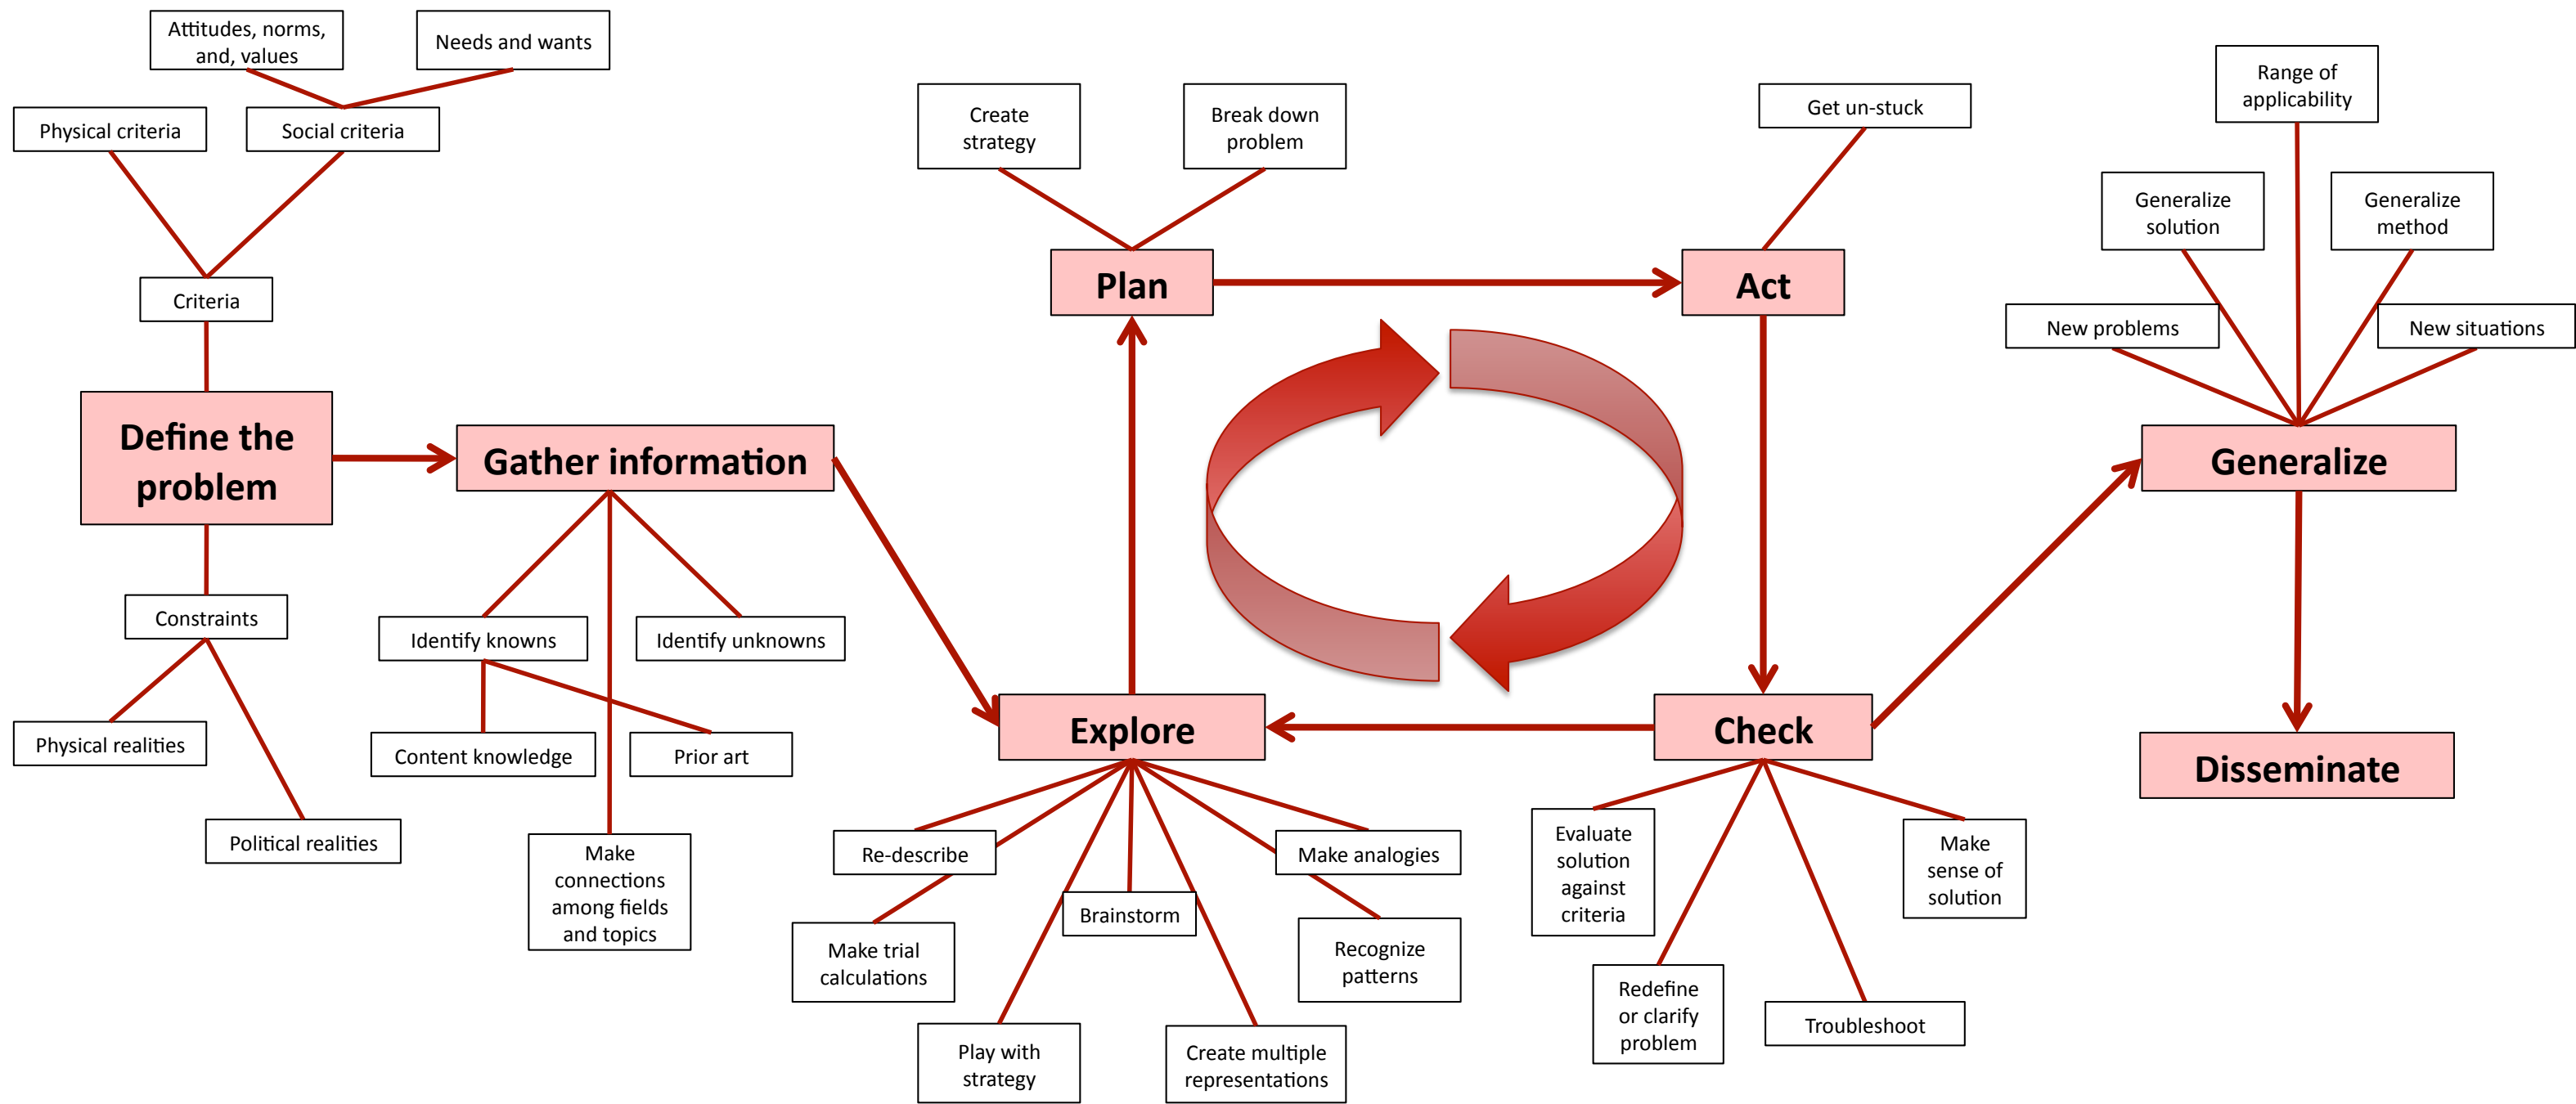 Attitudes, norms,
and, values
Needs and wants
Physical criteria
Social criteria
Criteria
Define the
problem
Constraints
Physical realities
Political realities
Gather information
Identify knowns
Identify unknowns
Content knowledge
Prior art
Make
connections
among fields
and topics
Create
strategy
Break down
problem
Plan
Get un-stuck
Act
Explore
Re-describe
Make analogies
Make trial
calculations
Brainstorm
Recognize
patterns
Play with
strategy
Create multiple
representations
Check
Evaluate
solution
against
criteria
Make
sense of
solution
Redefine
or clarify
problem
Troubleshoot
Range of
applicability
Generalize
solution
Generalize
method
New problems
New situations
Generalize
Disseminate